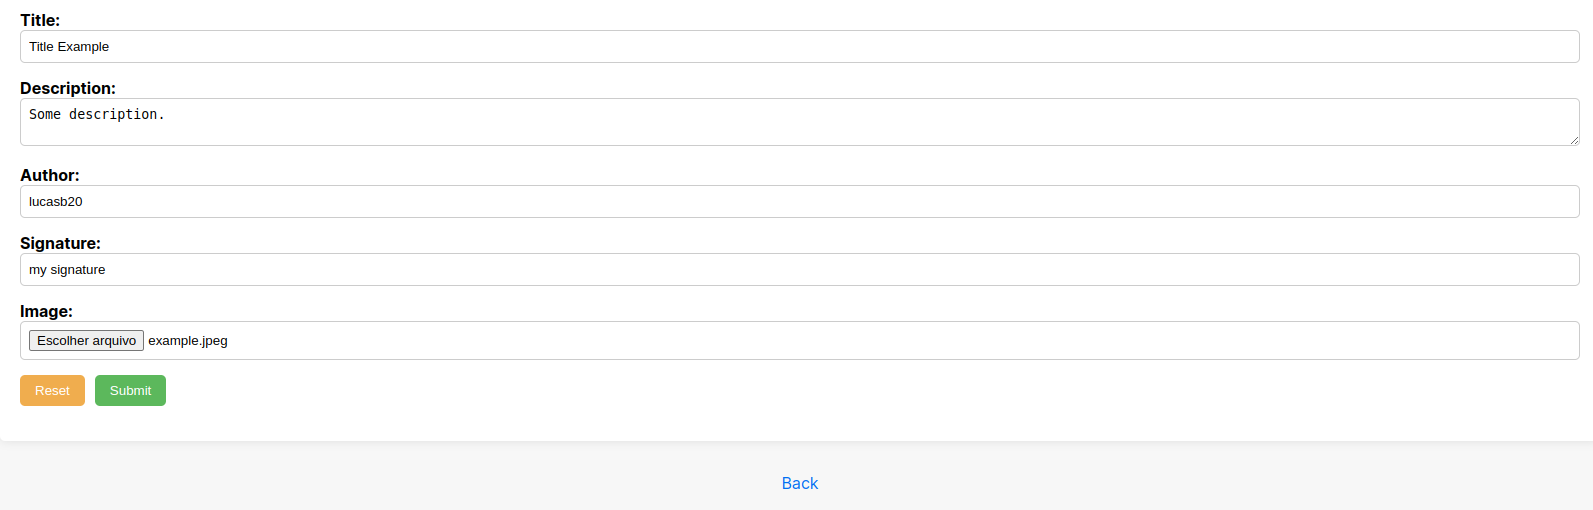 Title:
Title Example
Description:
Some description.
Author:
lucasb20
Signature:
my signature
Image:
Escolher arquivo example.jpeg
Reset Submit
Back